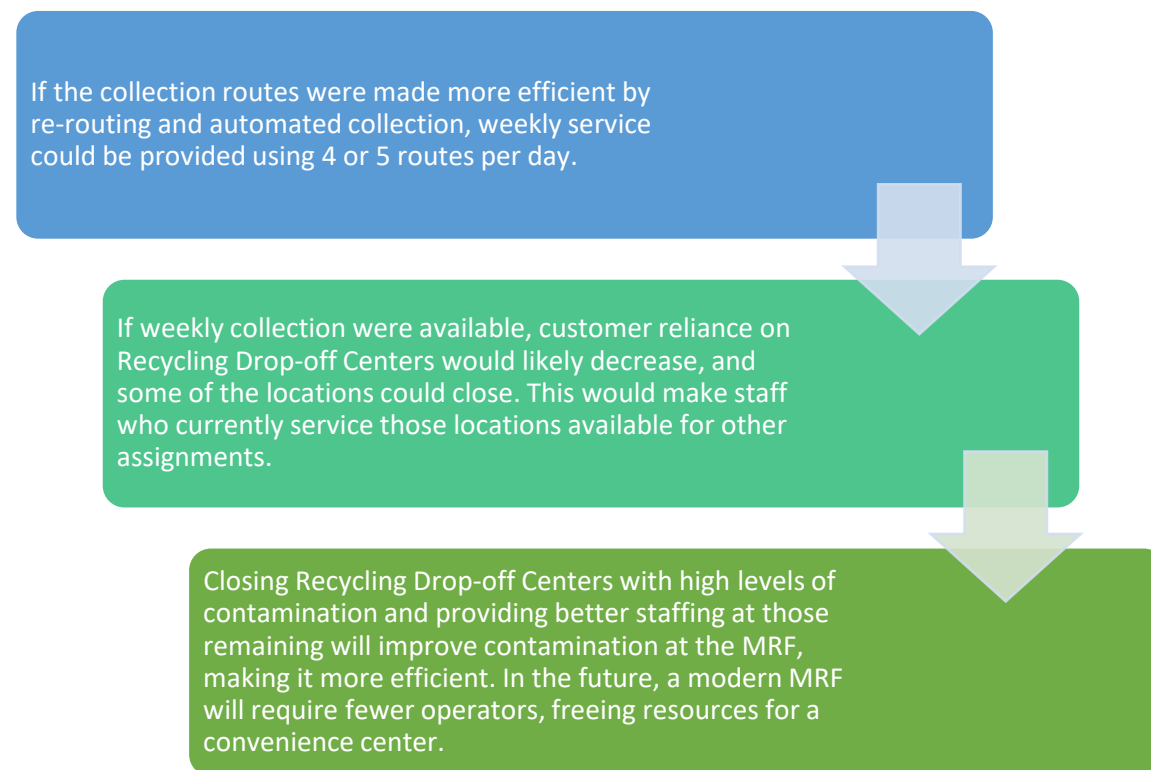 If the collection routes were made more efficient by
re-routing and automated collection, weekly service
could be provided using 4 or 5 routes per day.
If weekly collection were available, customer reliance on
Recycling Drop-off Centers would likely decrease, and
some of the locations could close. This would make staff
who currently service those locations available for other
assignments.
Closing Recycling Drop-off Centers with high levels of
contamination and providing better staffing at those
remaining will improve contamination at the MRF,
making it more efficient. In the future, a modern MRF
will require fewer operators, freeing resources for a
convenience center.